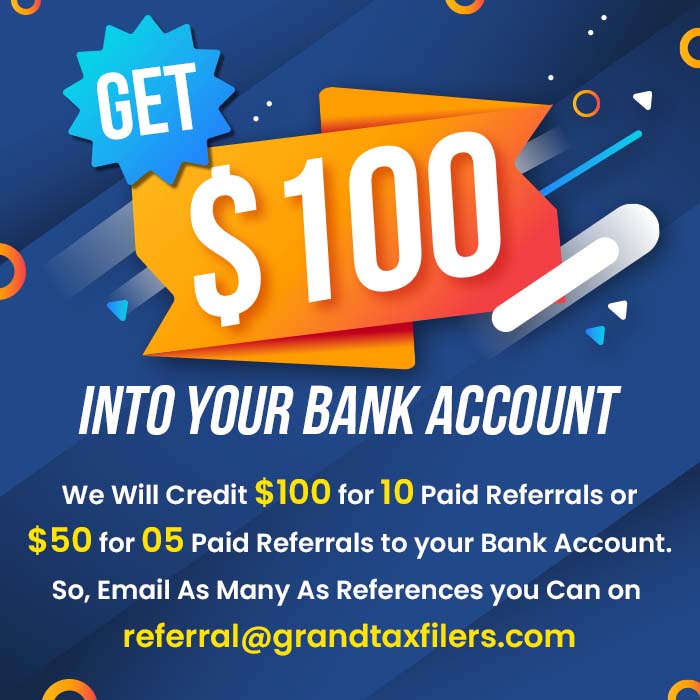 GET
$100
INTO YOUR BANK ACCOUNT
We Will Credit $100 for 10 Paid Referrals or
$50 for 05 Paid Referrals to your Bank Account.
So, Email As Many As References you Can on
referral@grandtaxfilers.com